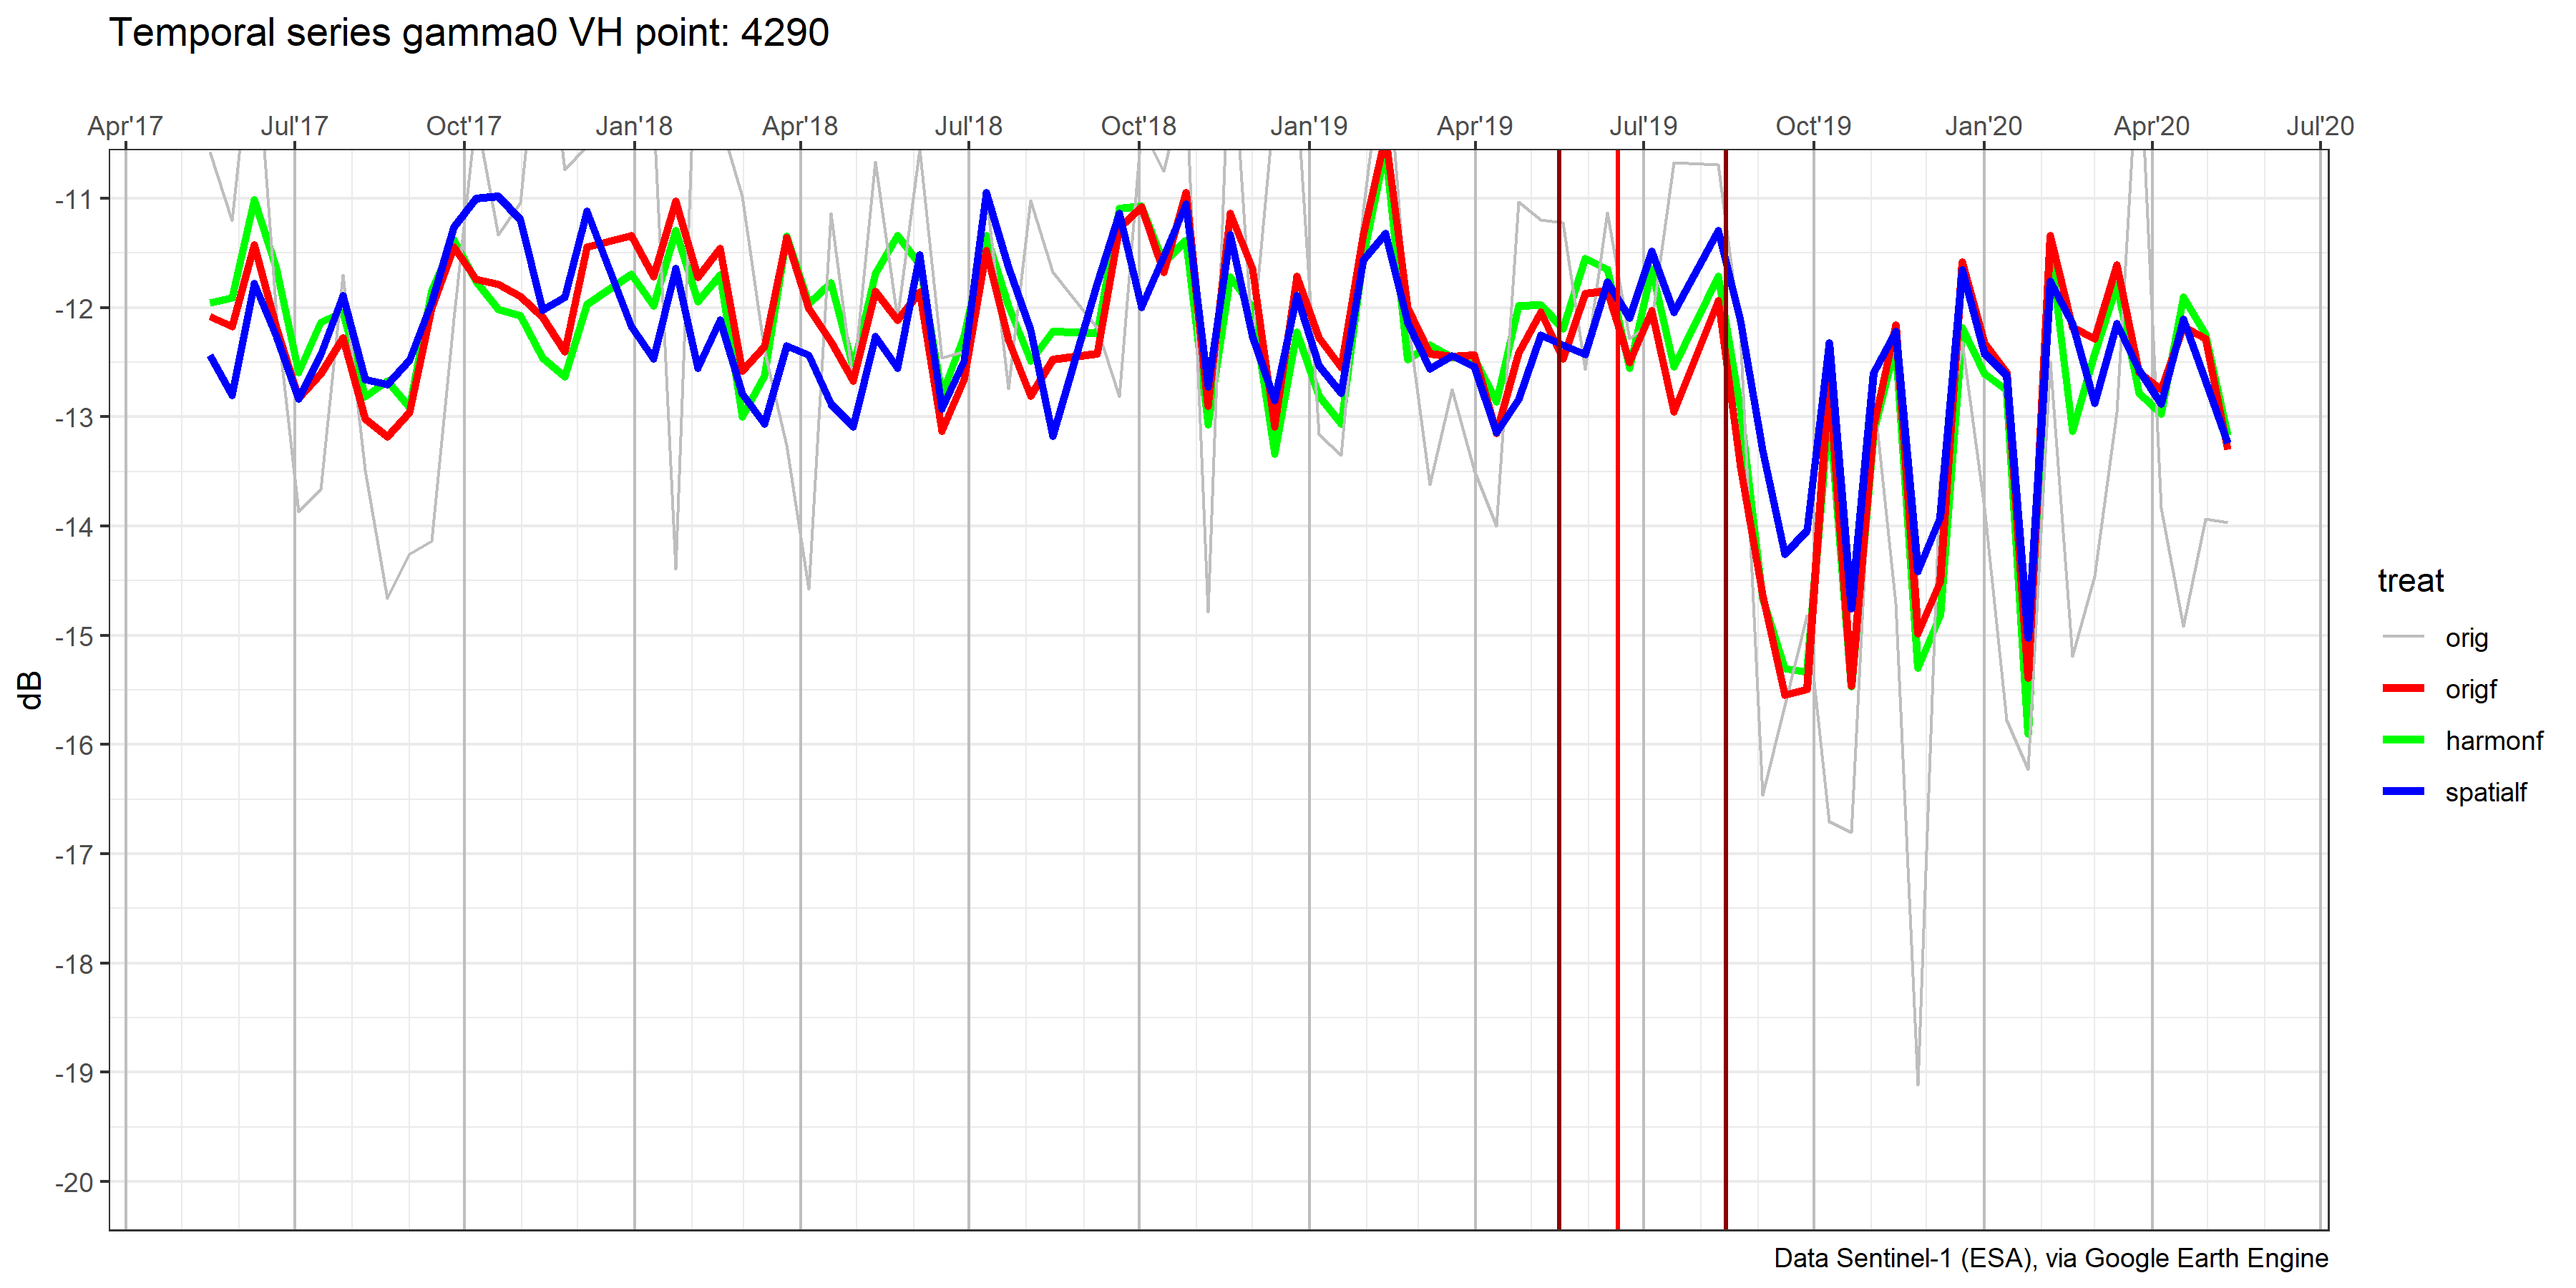 Temporal series gamma0 VH point: 4290
Apr'17 Jul'17 Oct'17 Jan'18 Apr'18 Jul'18 Oct'18 Jan'19 Apr'19 Jul'19 Oct'19 Jan'20 Apr'20 Jul'20
-11
-12
-13
-14
-15
-16
-17
-18
-19
-20
dB
treat
orig
origf
harmonf
spatialf
Data Sentinel-1 (ESA), via Google Earth Engine